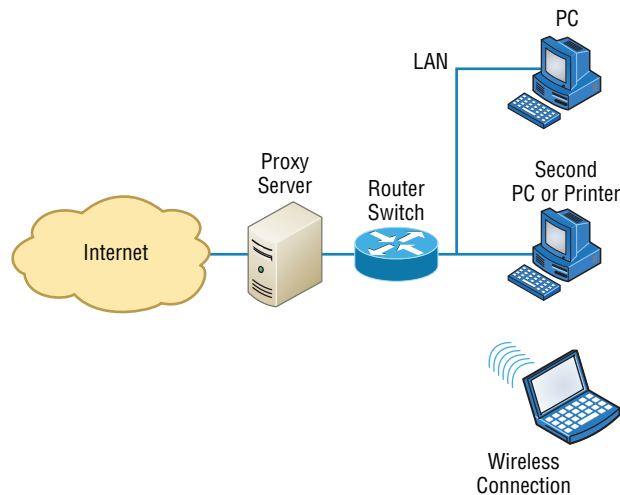 PC
LAN
Proxy
Server
Router
Switch
Second
PC or Printer
Internet
Wireless
Connection